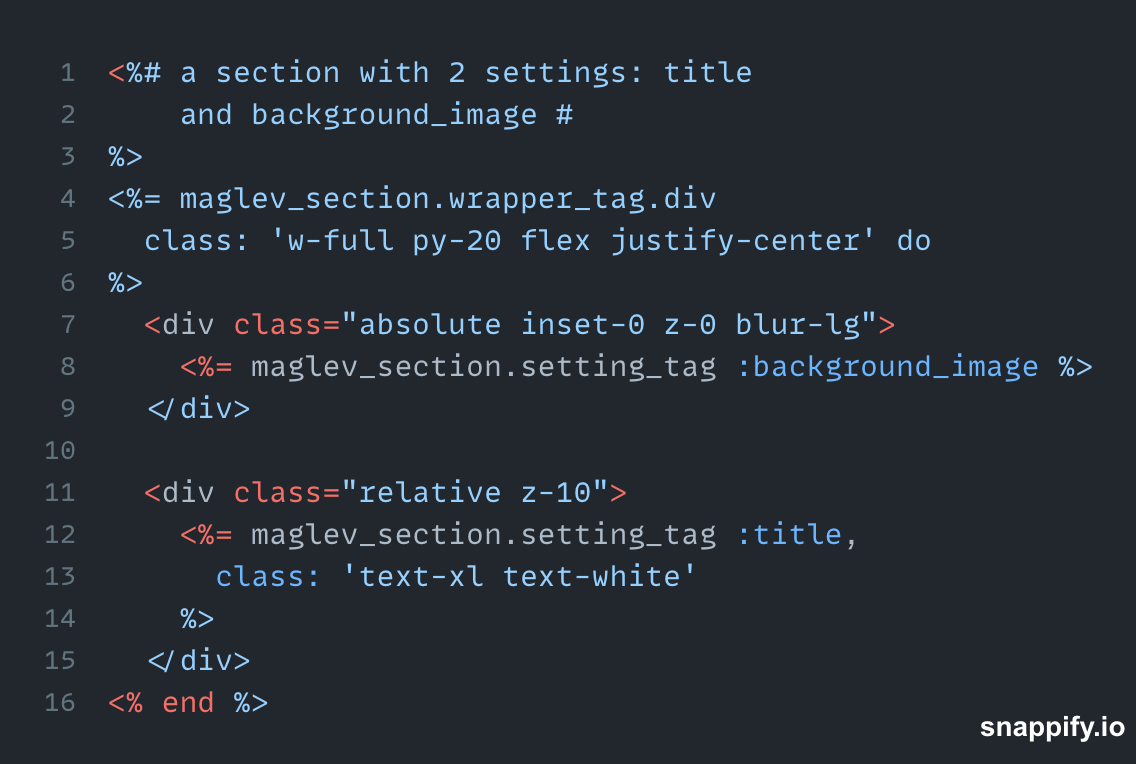 1 <%# a section with 2 settings: title
2 and background_image #
3 %>
4 <%= maglev_section.wrapper_tag.div
5 class: 'w-full py-20 flex justify-center' do
6 %>
7 <div class="absolute inset-0 z-0 blur-lg">
8 <%= maglev_section.setting_tag :background_image %>
9 </div>
10
11 <div class="relative z-10">
12 <%= maglev_section.setting_tag :title,
13 class: 'text-xl text-white'
14 %>
15 </div>
16 <% end %>
snappify.io